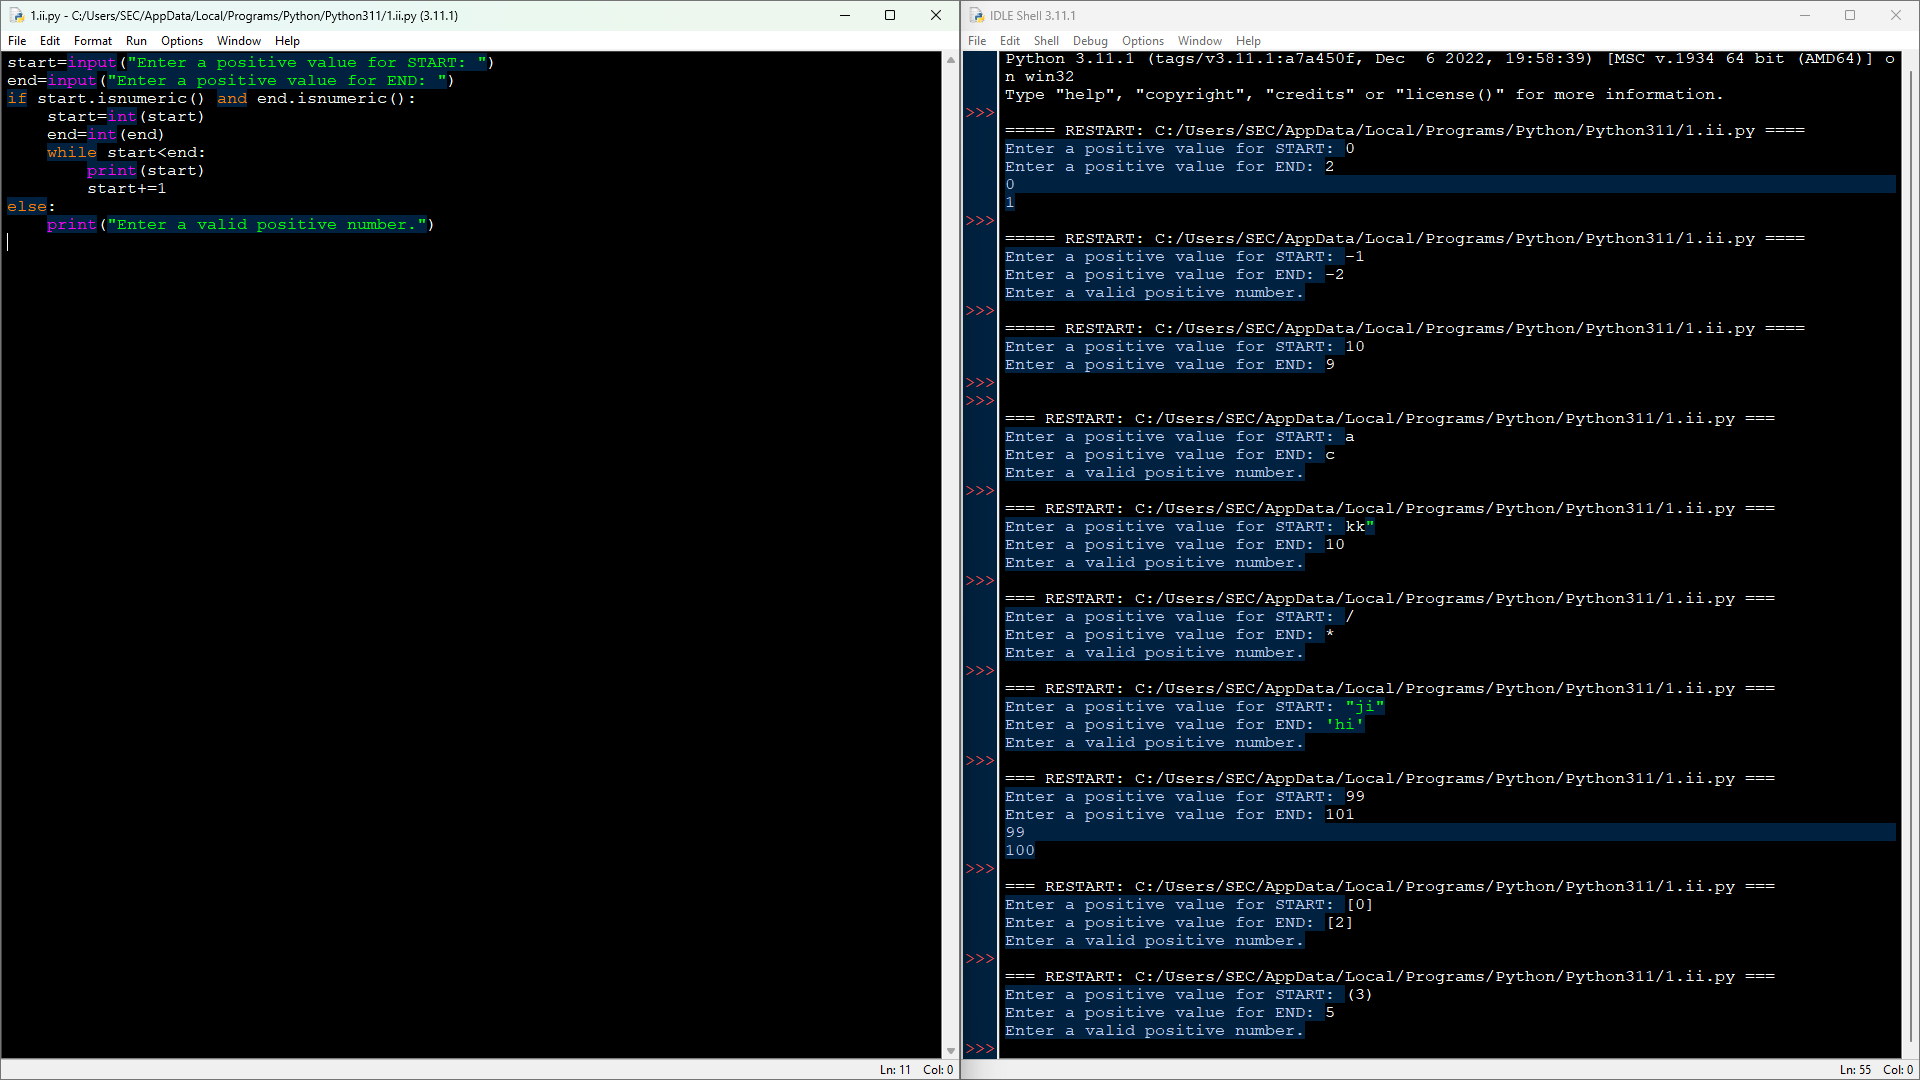 1.ii.py - C:/Users/SEC/AppData/Local/Programs/Python/Python311/1.ii.py (3.11.1)
File Edit Format Run Options Window Help
start=input("Enter a positive value for START: ")
end=input("Enter a positive value for END: ")
if start.isnumeric() and end.isnumeric():
    start=int(start)
    end=int(end)
    while start<end:
        print(start)
        start+=1
else:
    print("Enter a valid positive number.")
Ln: 11 Col: 0
IDLE Shell 3.11.1
File Edit Shell Debug Options Window Help
Python 3.11.1 (tags/v3.11.1:a7a450f, Dec  6 2022, 19:58:39) [MSC v.1934 64 bit (AMD64)] o
n win32
Type "help", "copyright", "credits" or "license()" for more information.
>>>
===== RESTART: C:/Users/SEC/AppData/Local/Programs/Python/Python311/1.ii.py ====
Enter a positive value for START: 0
Enter a positive value for END: 2
0
1
>>>
===== RESTART: C:/Users/SEC/AppData/Local/Programs/Python/Python311/1.ii.py ====
Enter a positive value for START: -1
Enter a positive value for END: -2
Enter a valid positive number.
>>>
===== RESTART: C:/Users/SEC/AppData/Local/Programs/Python/Python311/1.ii.py ====
Enter a positive value for START: 10
Enter a positive value for END: 9
>>>
>>>
=== RESTART: C:/Users/SEC/AppData/Local/Programs/Python/Python311/1.ii.py ===
Enter a positive value for START: a
Enter a positive value for END: c
Enter a valid positive number.
>>>
=== RESTART: C:/Users/SEC/AppData/Local/Programs/Python/Python311/1.ii.py ===
Enter a positive value for START: kk"
Enter a positive value for END: 10
Enter a valid positive number.
>>>
=== RESTART: C:/Users/SEC/AppData/Local/Programs/Python/Python311/1.ii.py ===
Enter a positive value for START: /
Enter a positive value for END: *
Enter a valid positive number.
>>>
=== RESTART: C:/Users/SEC/AppData/Local/Programs/Python/Python311/1.ii.py ===
Enter a positive value for START: "ji"
Enter a positive value for END: 'hi'
Enter a valid positive number.
>>>
=== RESTART: C:/Users/SEC/AppData/Local/Programs/Python/Python311/1.ii.py ===
Enter a positive value for START: 99
Enter a positive value for END: 101
99
100
>>>
=== RESTART: C:/Users/SEC/AppData/Local/Programs/Python/Python311/1.ii.py ===
Enter a positive value for START: [0]
Enter a positive value for END: [2]
Enter a valid positive number.
>>>
=== RESTART: C:/Users/SEC/AppData/Local/Programs/Python/Python311/1.ii.py ===
Enter a positive value for START: (3)
Enter a positive value for END: 5
Enter a valid positive number.
>>>
Ln: 55 Col: 0